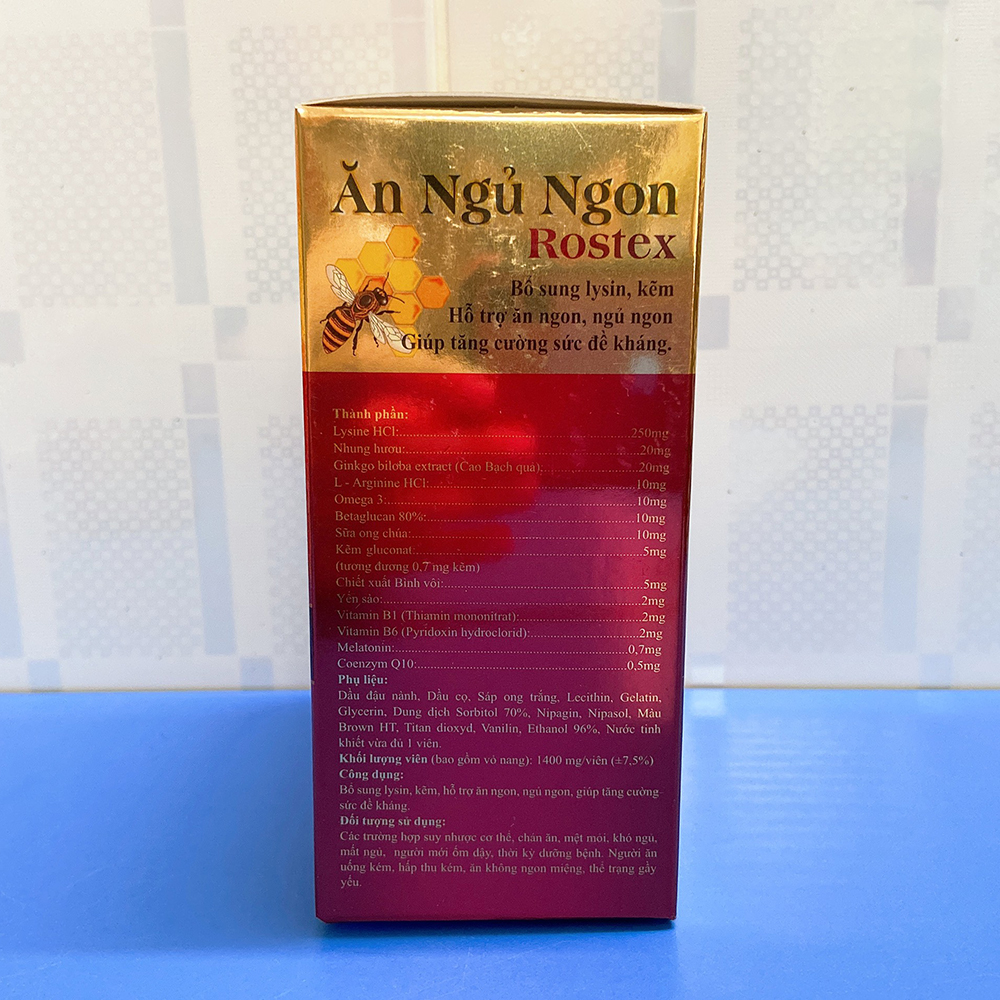 Ăn Ngủ Ngon
Rostex
Bổ sung lysin, kẽm
Hỗ trợ ăn ngon, ngủ ngon
Giúp tăng cường sức đề kháng.
Thành phần:
Lysine HCl:..........250mg
Nhung hươu:..........20mg
Ginkgo biloba extract (Cao Bạch quả):..........20mg
L - Arginine HCl:..........10mg
Omega 3:..........10mg
Betaglucan 80%:..........10mg
Sữa ong chúa:..........10mg
Kẽm gluconat:..........5mg
(tương đương 0,7 mg kẽm)
Chiết xuất Bình vôi:..........5mg
Yến sào:..........2mg
Vitamin B1 (Thiamin mononitrat):..........2mg
Vitamin B6 (Pyridoxin hydroclorid):..........2mg
Melatonin:..........0,7mg
Coenzym Q10:..........0,5mg
Phụ liệu:
Dầu đậu nành, Dầu cọ, Sáp ong trắng, Lecithin, Gelatin,
Glycerin, Dung dịch Sorbitol 70%, Nipagin, Nipasol, Màu
Brown HT, Titan dioxyd, Vanilin, Ethanol 96%, Nước tinh
khiết vừa đủ 1 viên.
Khối lượng viên (bao gồm vỏ nang): 1400 mg/viên (±7,5%)
Công dụng:
Bổ sung lysin, kẽm, hỗ trợ ăn ngon, ngủ ngon, giúp tăng cường
sức đề kháng.
Đối tượng sử dụng:
Các trường hợp suy nhược cơ thể, chán ăn, mệt mỏi, khó ngủ,
mất ngủ, người mới ốm dậy, thời kỳ dưỡng bệnh. Người ăn
uống kém, hấp thu kém, ăn không ngon miệng, thể trạng gầy
yếu.